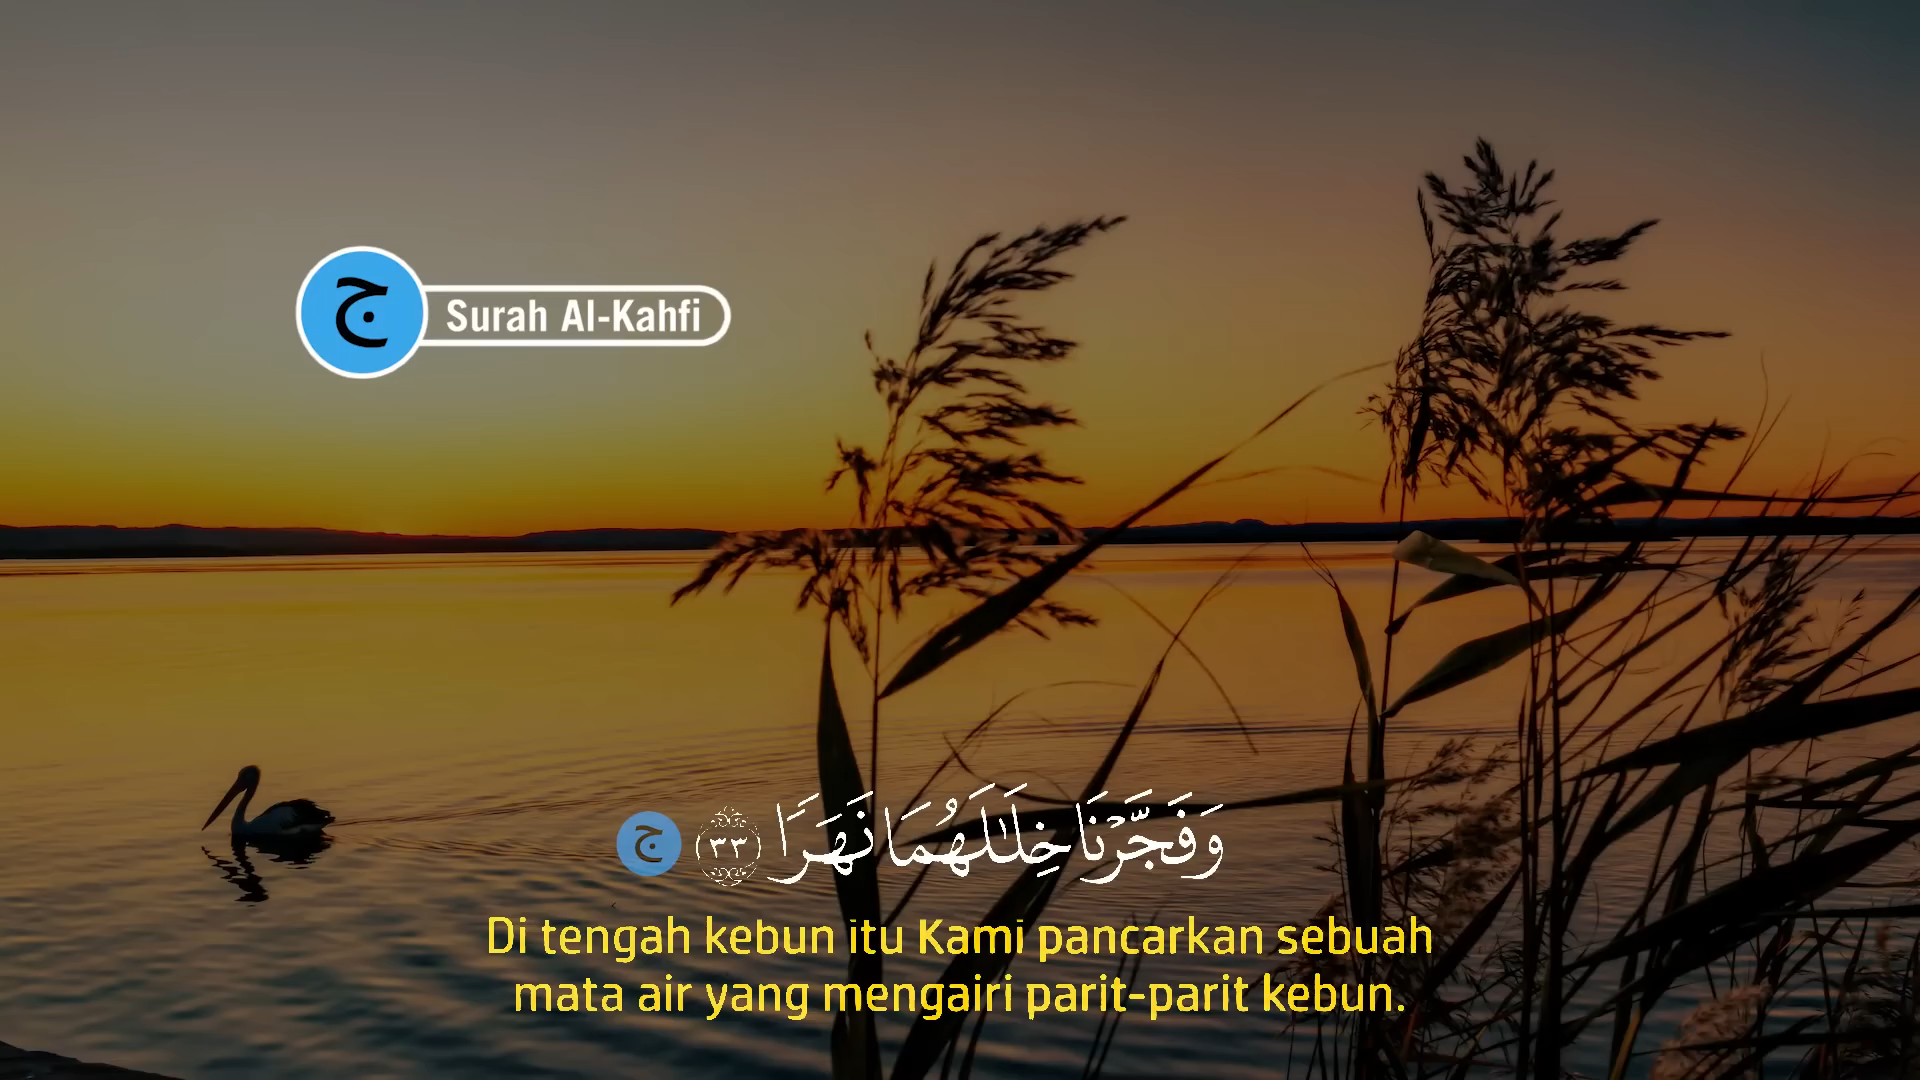 ج
Surah Al-Kahfi
وَفَجَّرْنَا خِلَـٰلَهُمَا نَهَرًا ٣٣ ج
Di tengah kebun itu Kami pancarkan sebuah
mata air yang mengairi parit-parit kebun.